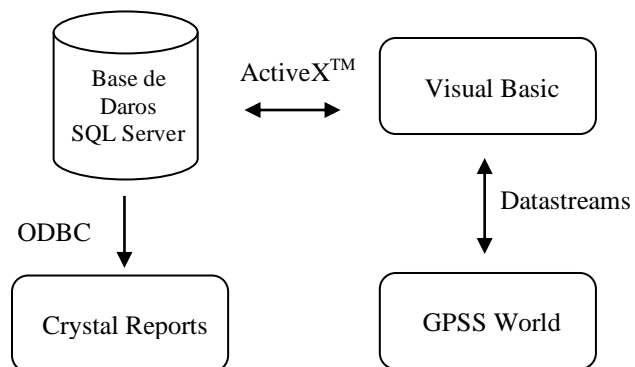 Base de
Daros
SQL Server
ActiveX™
Visual Basic
ODBC
Datastreams
Crystal Reports
GPSS World